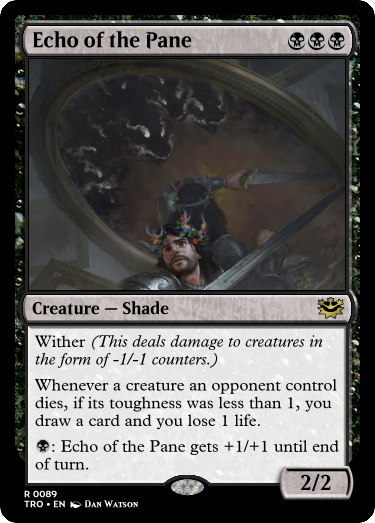 Echo of the Pane
Creature — Shade
Wither (This deals damage to creatures in
the form of -1/-1 counters.)
Whenever a creature an opponent control
dies, if its toughness was less than 1, you
draw a card and you lose 1 life.
: Echo of the Pane gets +1/+1 until end
of turn.
2/2
R 0089
TRO • EN Dan Watson